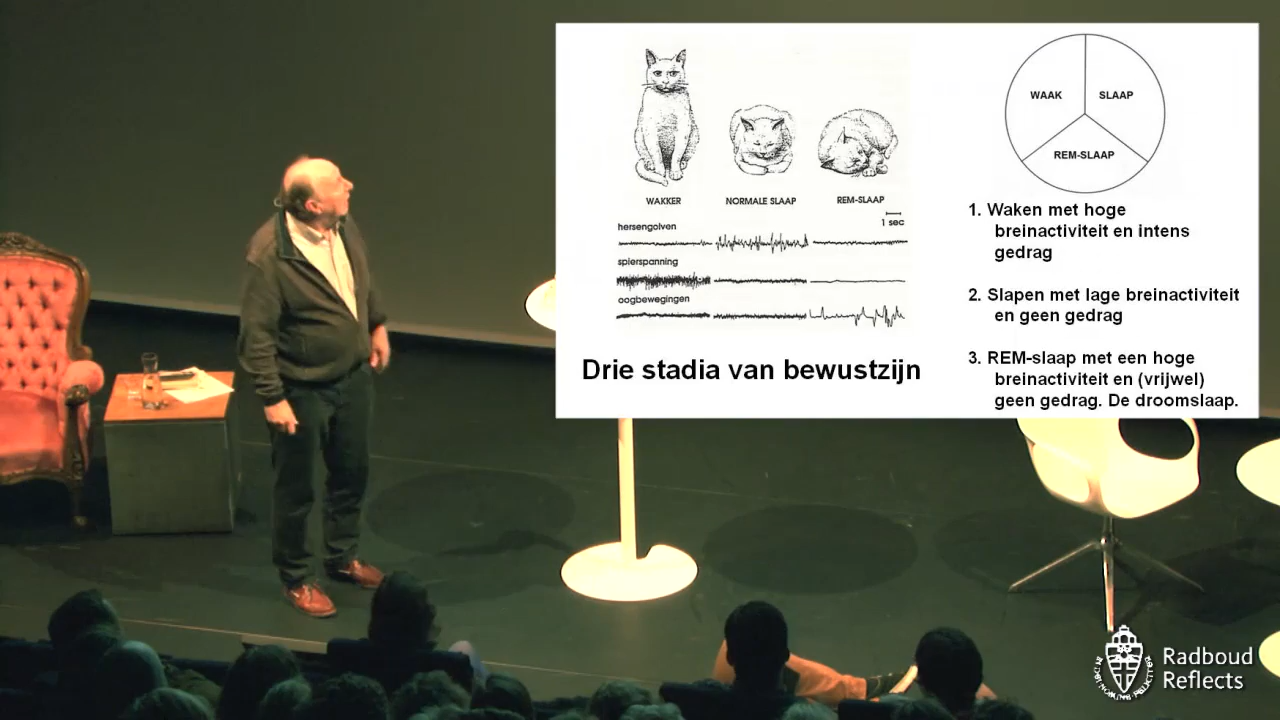 WAKKER
NORMALE SLAAP
REM-SLAAP
1 sec
hersengolven
spierspanning
oogbewegingen
Drie stadia van bewustzijn
WAAK
SLAAP
REM-SLAAP
1. Waken met hoge
breinactiviteit en intens
gedrag
2. Slapen met lage breinactiviteit
en geen gedrag
3. REM-slaap met een hoge
breinactiviteit en (vrijwel)
geen gedrag. De droomslaap.
Radboud
Reflects